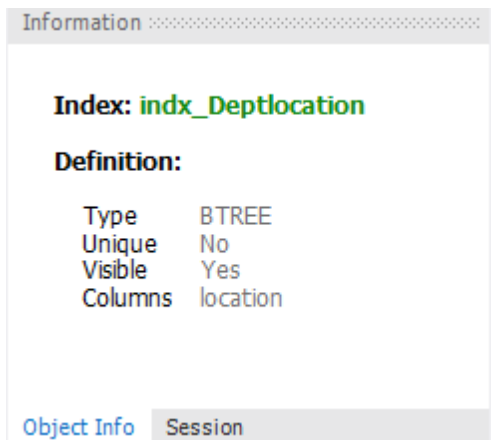 Information
Index: indx_Deptlocation
Definition:
Type BTREE
Unique No
Visible Yes
Columns location
Object Info Session